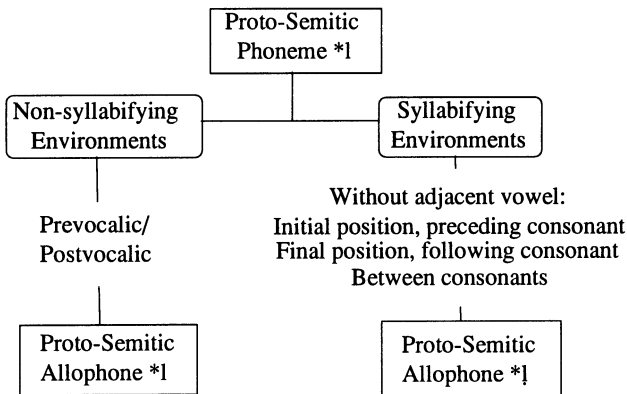 Proto-Semitic
Phoneme *l
Non-syllabifying
Environments
Syllabifying
Environments
Prevocalic/
Postvocalic
Without adjacent vowel:
Initial position, preceding consonant
Final position, following consonant
Between consonants
Proto-Semitic
Allophone *l
Proto-Semitic
Allophone *ḷ